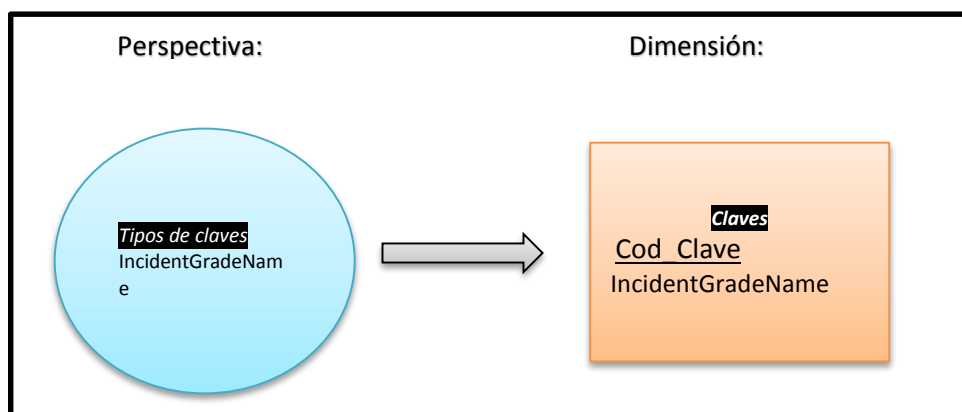 Perspectiva:
Dimensión:
Tipos de claves
IncidentGradeNam
e
Claves
Cod_Clave
IncidentGradeName